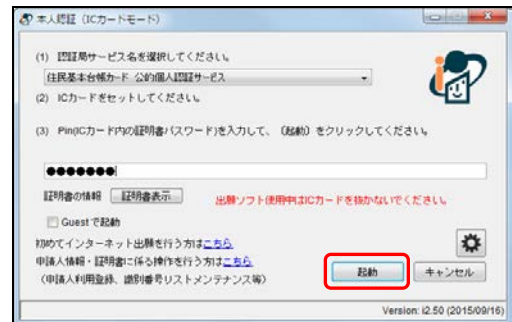 本人認証（ICカードモード）
(1) 認証局サービス名を選択してください。
住民基本台帳カード 公的個人認証サービス
(2) ICカードをセットしてください。
(3) Pin(ICカード内の証明書パスワード)を入力して、〔起動〕をクリックしてください。
●●●●●●●
証明書の情報 証明書表示 出願ソフト使用中はICカードを抜かないでください。
Guestで起動
初めてインターネット出願を行う方はこちら
申請人情報・証明書に係る操作を行う方はこちら
（申請人利用登録、識別番号リストメンテナンス等）
起動 キャンセル
Version: i2.50 (2015/09/16)